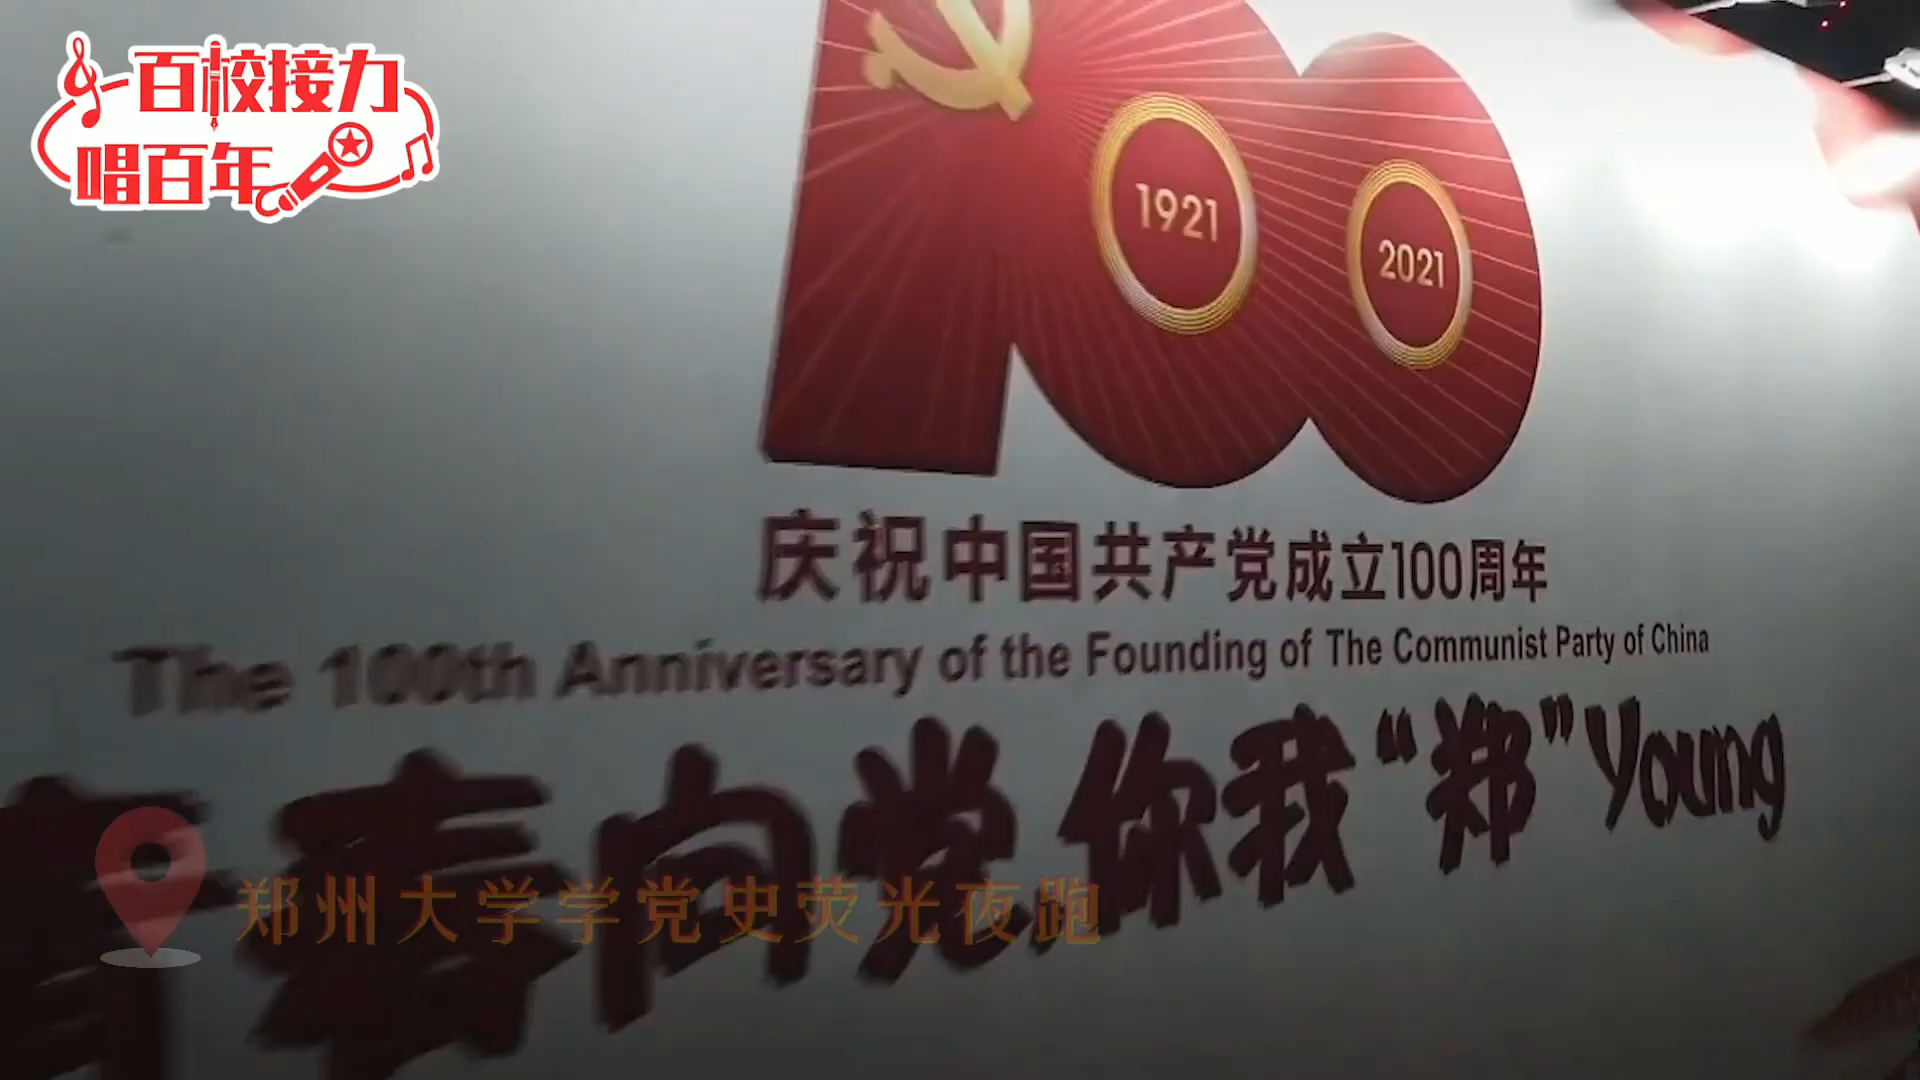 百校接力
唱百年
1921
2021
庆祝中国共产党成立100周年
The 100th Anniversary of the Founding of The Communist Party of China
青春向党,你我“郑”Young
郑州大学学党史荧光夜跑